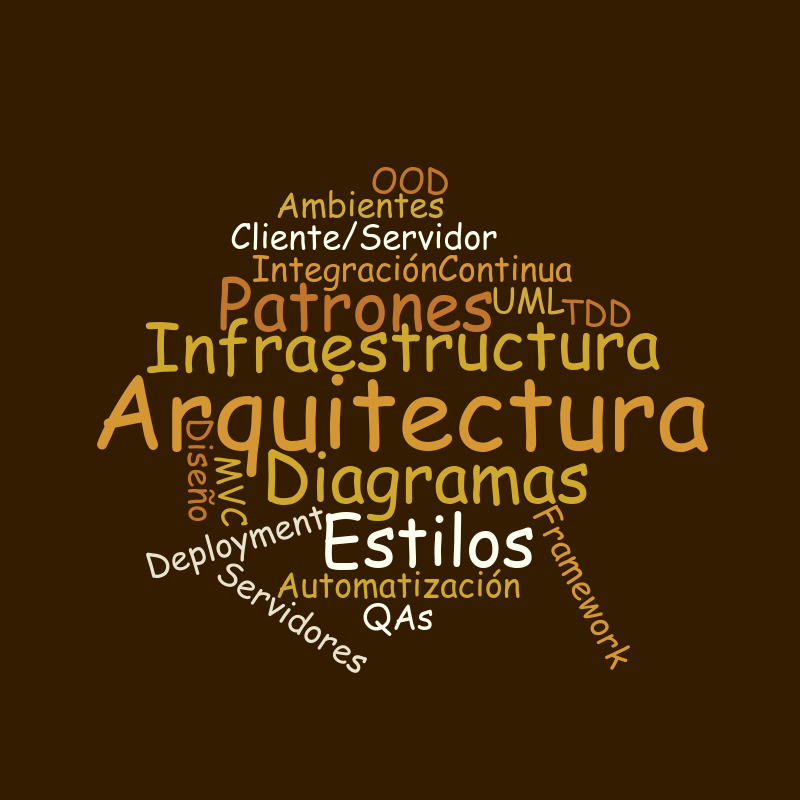 OOD
Ambientes
Cliente/Servidor
IntegraciónContinua
Patrones
UML
TDD
Infraestructura
Arquitectura
Diseño
MVC
Diagramas
Deployment
Estilos
Framework
Servidores
Automatización
QAs